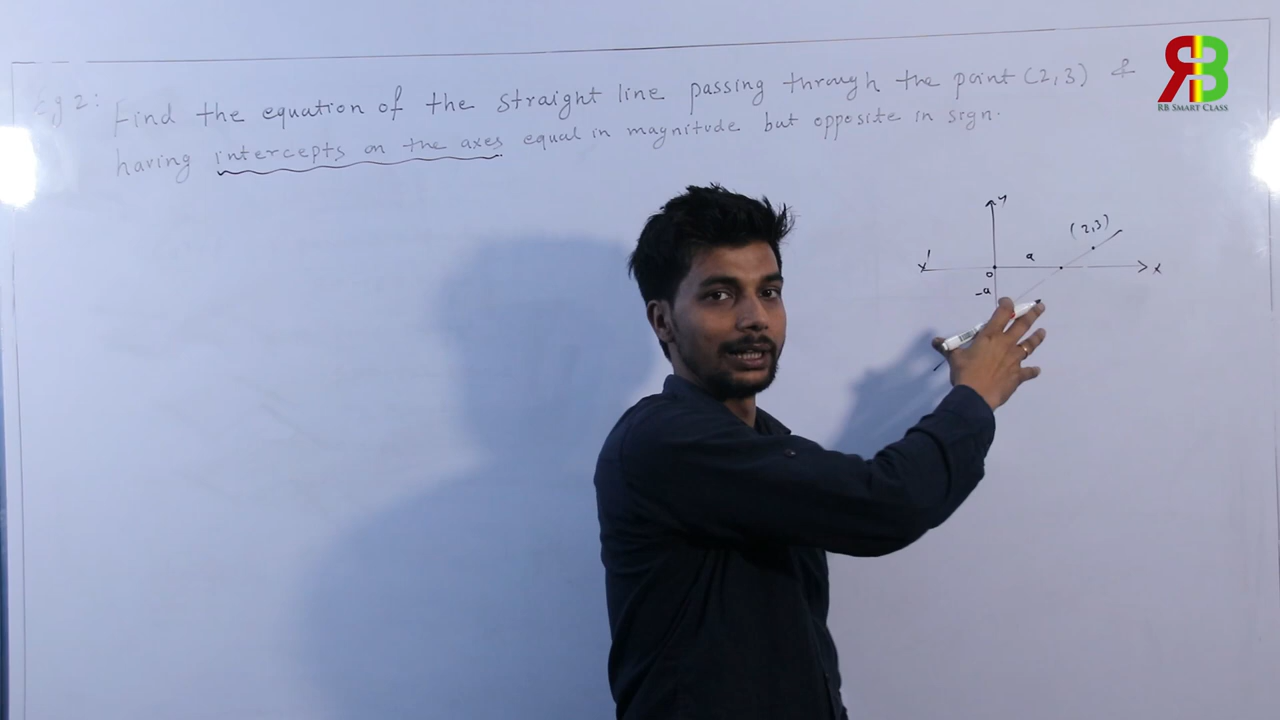 Eg 2: Find the equation of the straight line passing through the point (2,3) &
having intercepts on the axes equal in magnitude but opposite in sign.
RB
RB SMART CLASS
y
(2,3)
a
x'
o
x
-a